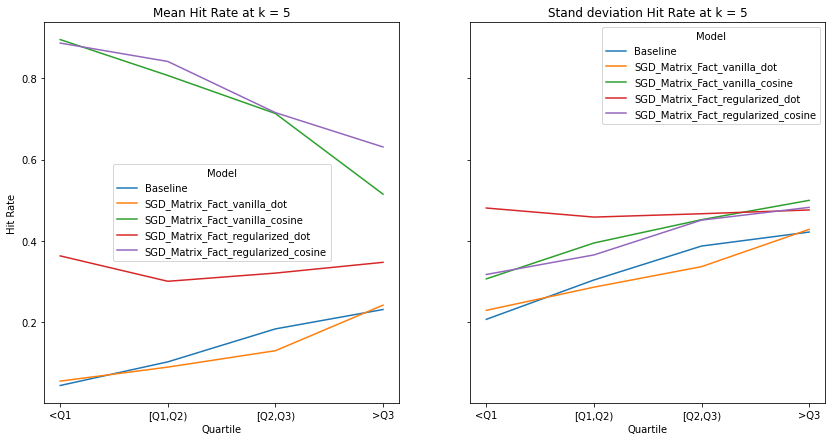 Mean Hit Rate at k = 5
Hit Rate
0.8
0.6
0.4
0.2
Model
Baseline
SGD_Matrix_Fact_vanilla_dot
SGD_Matrix_Fact_vanilla_cosine
SGD_Matrix_Fact_regularized_dot
SGD_Matrix_Fact_regularized_cosine
<Q1 [Q1,Q2) [Q2,Q3) >Q3
Quartile
Stand deviation Hit Rate at k = 5
Model
Baseline
SGD_Matrix_Fact_vanilla_dot
SGD_Matrix_Fact_vanilla_cosine
SGD_Matrix_Fact_regularized_dot
SGD_Matrix_Fact_regularized_cosine
<Q1 [Q1,Q2) [Q2,Q3) >Q3
Quartile